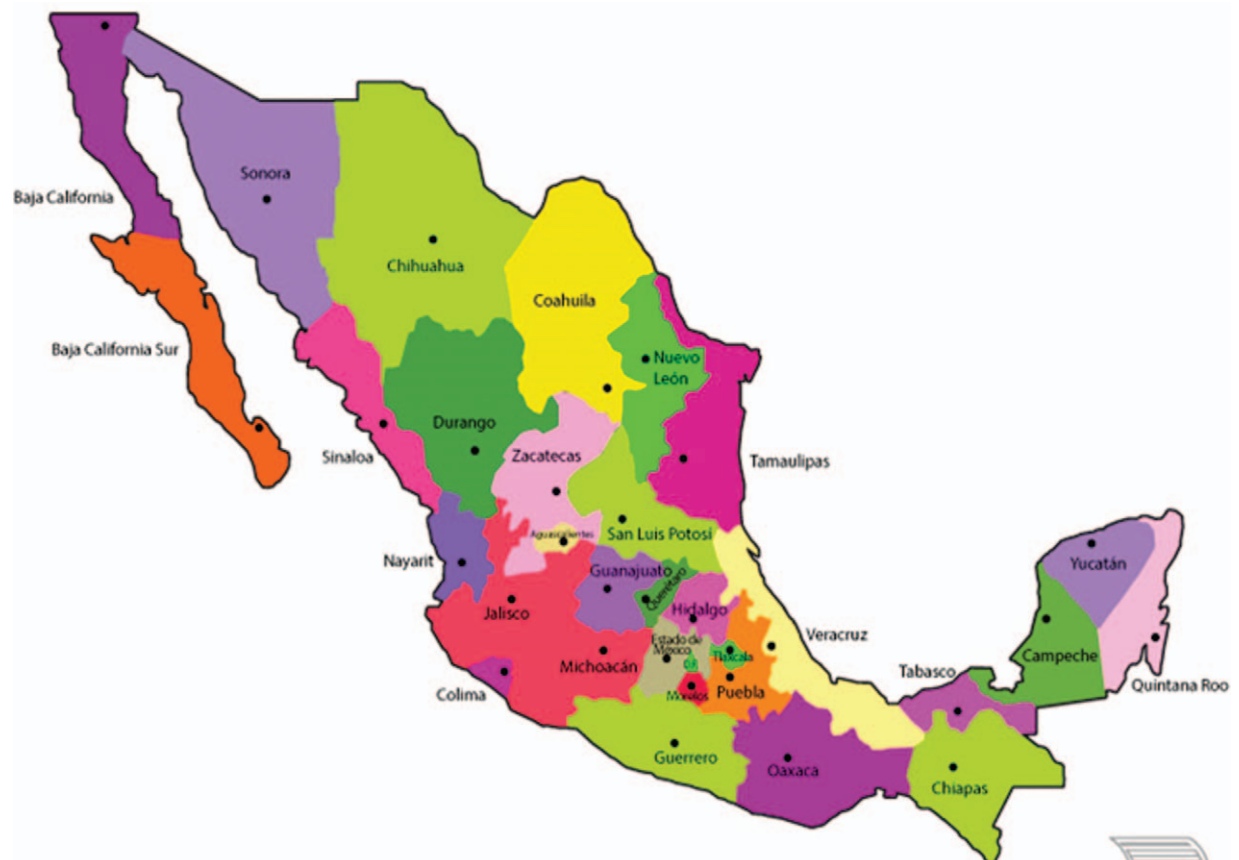 Sonora
Baja California
Chihuahua
Coahuila
Baja California Sur
Nuevo
León
Durango
Sinaloa
Zacatecas
Tamaulipas
Aguascalientes
San Luis Potosí
Nayarit
Guanajuato
Querétaro
Yucatán
Jalisco
Hidalgo
Estado de
México
Veracruz
Michoacán
D.F.
Tlaxcala
Campeche
Tabasco
Colima
Morelos
Puebla
Quintana Roo
Guerrero
Oaxaca
Chiapas